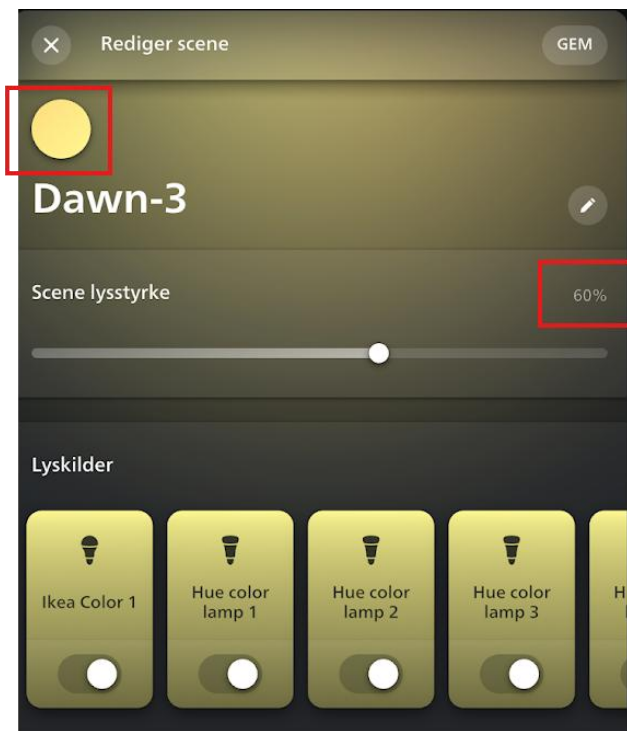 Rediger scene
GEM
Dawn-3
Scene lysstyrke
60%
Lyskilder
Ikea Color 1
Hue color
lamp 1
Hue color
lamp 2
Hue color
lamp 3
H